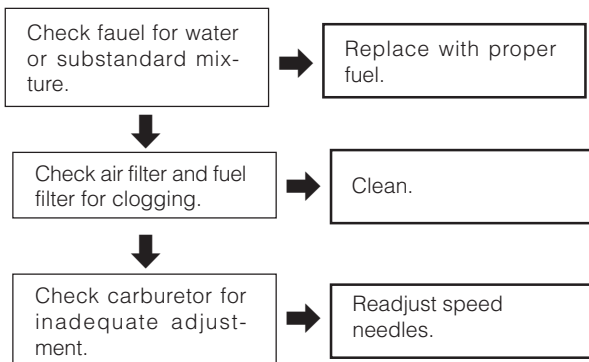 Check fauel for water
or substandard mix-
ture.
Replace with proper
fuel.
Check air filter and fuel
filter for clogging.
Clean.
Check carburetor for
inadequate adjust-
ment.
Readjust speed
needles.